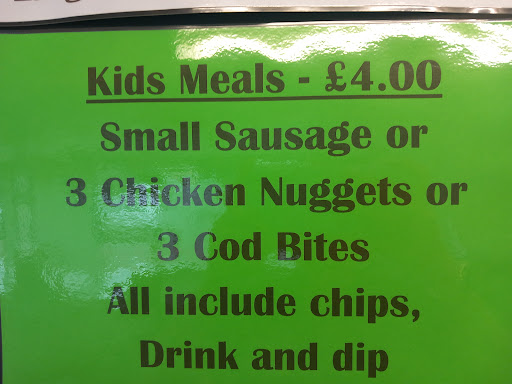 Kids Meals - £4.00
Small Sausage or
3 Chicken Nuggets or
3 Cod Bites
All include chips,
Drink and dip